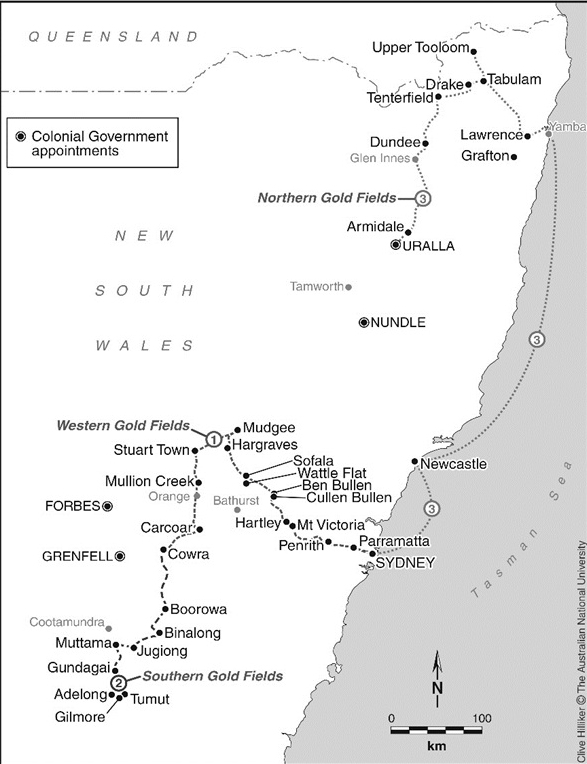 QUEENSLAND
Upper Tooloom
Drake
Tabulam
Tenterfield
Colonial Government
appointments
Dundee
Lawrence
Yamba
Glen Innes
Grafton
Northern Gold Fields
3
Armidale
URALLA
NEW
SOUTH
WALES
Tamworth
NUNDLE
3
Western Gold Fields
1
Mudgee
Stuart Town
Hargraves
Sofala
Newcastle
Wattle Flat
Mullion Creek
Ben Bullen
Orange
Bathurst
Cullen Bullen
FORBES
3
Carcoar
Hartley
Mt Victoria
Penrith
Parramatta
GRENFELL
Cowra
SYDNEY
Tasman Sea
Boorowa
Cootamundra
Binalong
Muttama
Jugiong
Gundagai
2
Southern Gold Fields
Adelong
Tumut
Gilmore
N
0
100
km
Clive Hilliker © The Australian National University